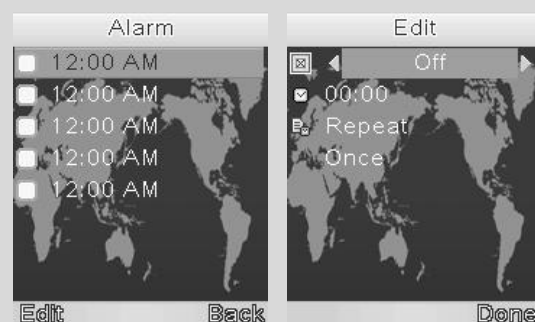 Alarm
12:00 AM
12:00 AM
12:00 AM
12:00 AM
12:00 AM
Edit Back
Edit
Off
00:00
Repeat
Once
Done